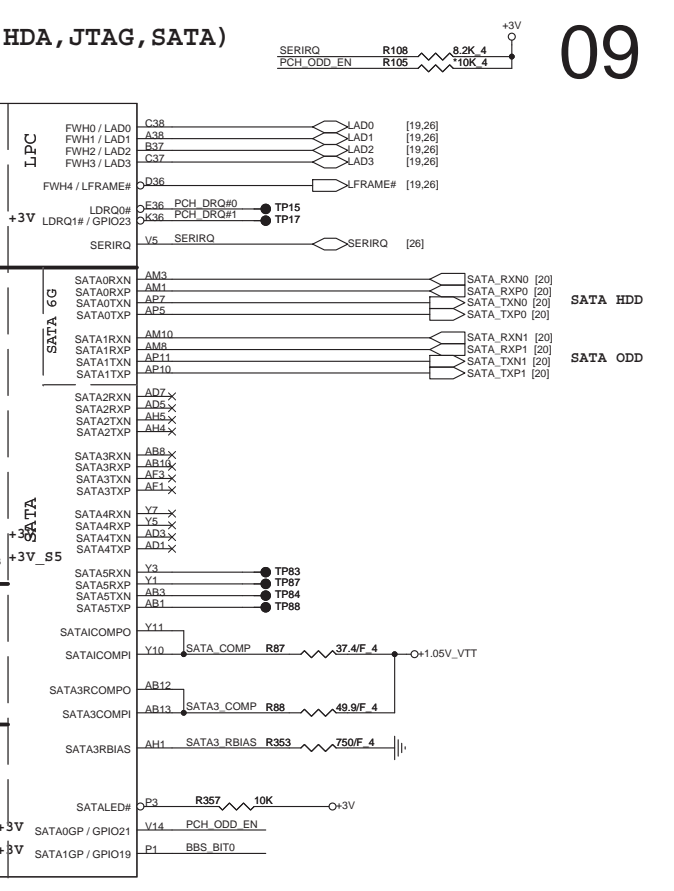 HDA,JTAG,SATA)
09
+3V
SERIRQ R108 8.2K_4
PCH_ODD_EN R105 *10K_4
LPC
FWH0 / LAD0 C38 LAD0 [19,26]
FWH1 / LAD1 A38 LAD1 [19,26]
FWH2 / LAD2 B37 LAD2 [19,26]
FWH3 / LAD3 C37 LAD3 [19,26]
FWH4 / LFRAME# D36 LFRAME# [19,26]
LDRQ0# E36 PCH_DRQ#0 TP15
+3V LDRQ1# / GPIO23 K36 PCH_DRQ#1 TP17
SERIRQ V5 SERIRQ SERIRQ [26]
SATA 6G
SATA0RXN AM3 SATA_RXN0 [20]
SATA0RXP AM1 SATA_RXP0 [20]
SATA0TXN AP7 SATA_TXN0 [20] SATA HDD
SATA0TXP AP5 SATA_TXP0 [20]
SATA1RXN AM10 SATA_RXN1 [20]
SATA1RXP AM8 SATA_RXP1 [20]
SATA1TXN AP11 SATA_TXN1 [20] SATA ODD
SATA1TXP AP10 SATA_TXP1 [20]
SATA2RXN AD7
SATA2RXP AD5
SATA2TXN AH5
SATA2TXP AH4
SATA3RXN AB8
SATA3RXP AB10
SATA3TXN AF3
SATA3TXP AF1
SATA
SATA4RXN Y7
SATA4RXP Y5
+3V SATA4TXN AD3
SATA4TXP AD1
+3V_S5
SATA5RXN Y3 TP83
SATA5RXP Y1 TP87
SATA5TXN AB3 TP84
SATA5TXP AB1 TP88
SATAICOMPO Y11
SATAICOMPI Y10 SATA_COMP R87 37.4/F_4 +1.05V_VTT
SATA3RCOMPO AB12
SATA3COMPI AB13 SATA3_COMP R88 49.9/F_4
SATA3RBIAS AH1 SATA3_RBIAS R353 750/F_4
SATALED# P3 R357 10K +3V
+3V SATA0GP / GPIO21 V14 PCH_ODD_EN
+3V SATA1GP / GPIO19 P1 BBS_BIT0